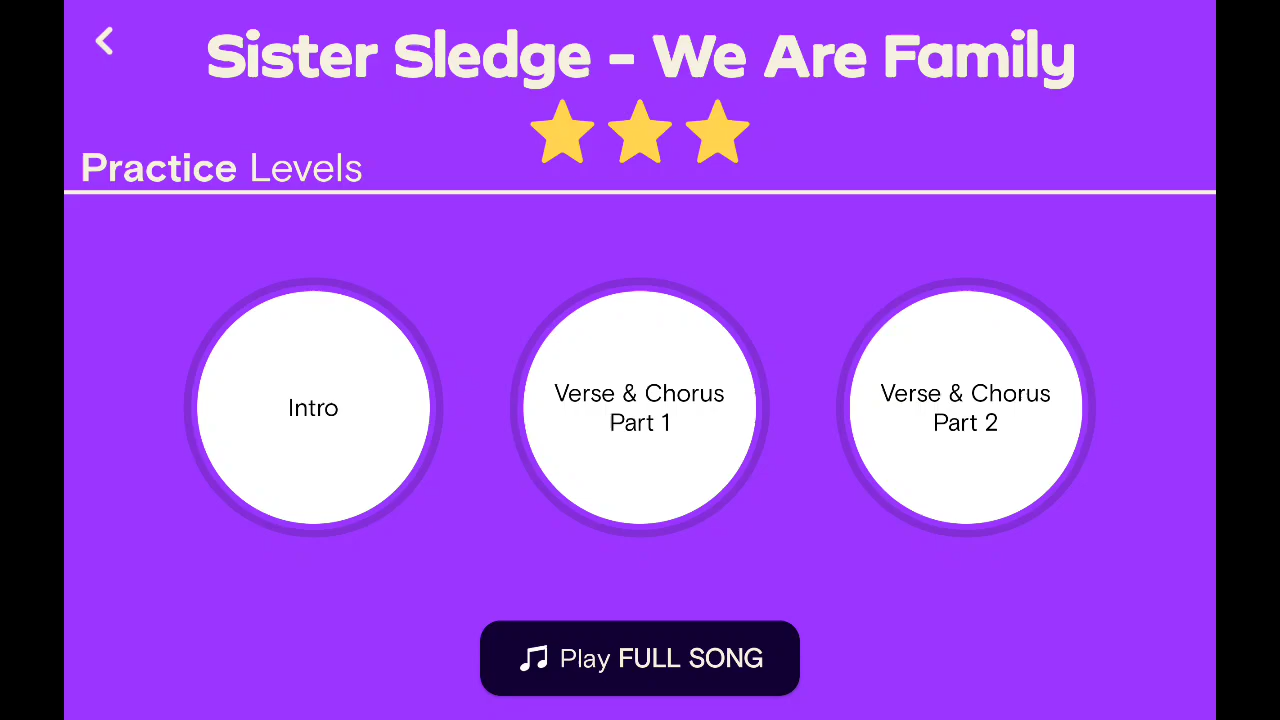 Sister Sledge - We Are Family
Practice Levels
Intro
Verse & Chorus
Part 1
Verse & Chorus
Part 2
Play FULL SONG